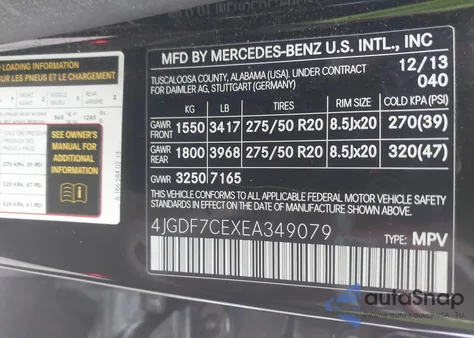 D LOADING INFORMATION
SUR LES PNEUS ET LE CHARGEMENT
SEE OWNER'S
MANUAL FOR
ADDITIONAL
INFORMATION
MFD BY MERCEDES-BENZ U.S. INTL., INC
TUSCALOOSA COUNTY, ALABAMA (USA). UNDER CONTRACT
FOR DAIMLER AG, STUTTGART (GERMANY)
12/13
040
KG LB TIRES RIM SIZE COLD KPA (PSI)
GAWR FRONT 1550 3417 275/50 R20 8.5Jx20 270(39)
GAWR REAR 1800 3968 275/50 R20 8.5Jx20 320(47)
GVWR 3250 7165
THIS VEHICLE CONFORMS TO ALL APPLICABLE FEDERAL MOTOR VEHICLE
STANDARDS IN EFFECT ON THE DATE OF MANUFACTURE SHOWN ABOVE.
4JGDF7CEXEA349079
TYPE: MPV
autoSnap